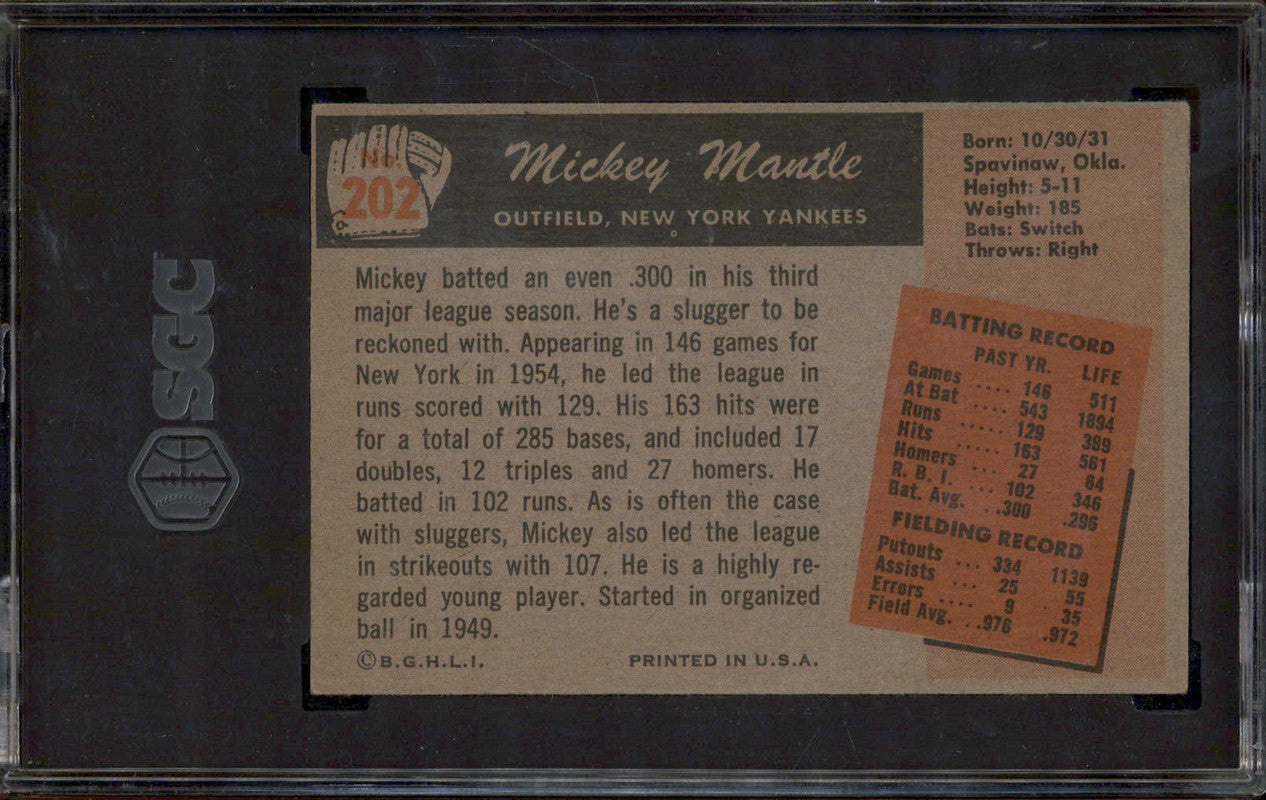 SGC
No.
202
Mickey Mantle
OUTFIELD, NEW YORK YANKEES
Born: 10/30/31
Spavinaw, Okla.
Height: 5-11
Weight: 185
Bats: Switch
Throws: Right
Mickey batted an even .300 in his third
major league season. He's a slugger to be
reckoned with. Appearing in 146 games for
New York in 1954, he led the league in
runs scored with 129. His 163 hits were
for a total of 285 bases, and included 17
doubles, 12 triples and 27 homers. He
batted in 102 runs. As is often the case
with sluggers, Mickey also led the league
in strikeouts with 107. He is a highly re-
garded young player. Started in organized
ball in 1949.
©B.G.H.L.I. PRINTED IN U.S.A.
BATTING RECORD
PAST YR. LIFE
Games .... 146 511
At Bat .... 543 1894
Runs ..... 129 389
Hits ..... 163 561
Homers .... 27 84
R. B. I. ... 102 346
Bat. Avg. ..300 .296
FIELDING RECORD
Putouts ... 334 1139
Assists ... 25 55
Errors .... 9 35
Field Avg. ..976 .972